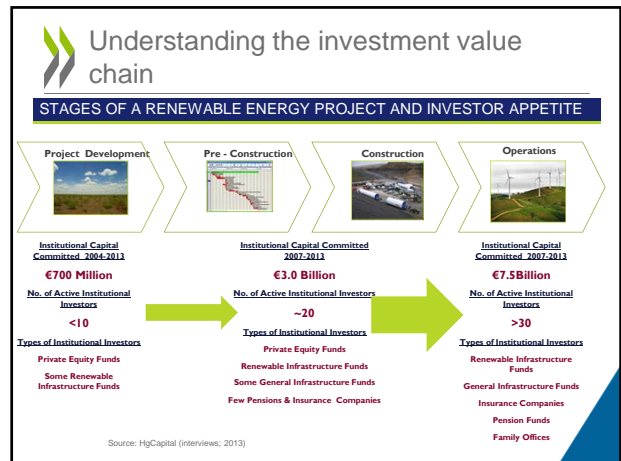 Understanding the investment value
chain
STAGES OF A RENEWABLE ENERGY PROJECT AND INVESTOR APPETITE
Project Development
Pre - Construction
Construction
Operations
Institutional Capital
Committed 2004-2013
€700 Million
No. of Active Institutional
Investors
<10
Types of Institutional Investors
Private Equity Funds
Some Renewable
Infrastructure Funds
Institutional Capital Committed
2007-2013
€3.0 Billion
No. of Active Institutional Investors
~20
Types of Institutional Investors
Private Equity Funds
Renewable Infrastructure Funds
Some General Infrastructure Funds
Few Pensions & Insurance Companies
Institutional Capital
Committed 2007-2013
€7.5Billion
No. of Active Institutional
Investors
>30
Types of Institutional Investors
Renewable Infrastructure
Funds
General Infrastructure Funds
Insurance Companies
Pension Funds
Family Offices
Source: HgCapital (interviews; 2013)